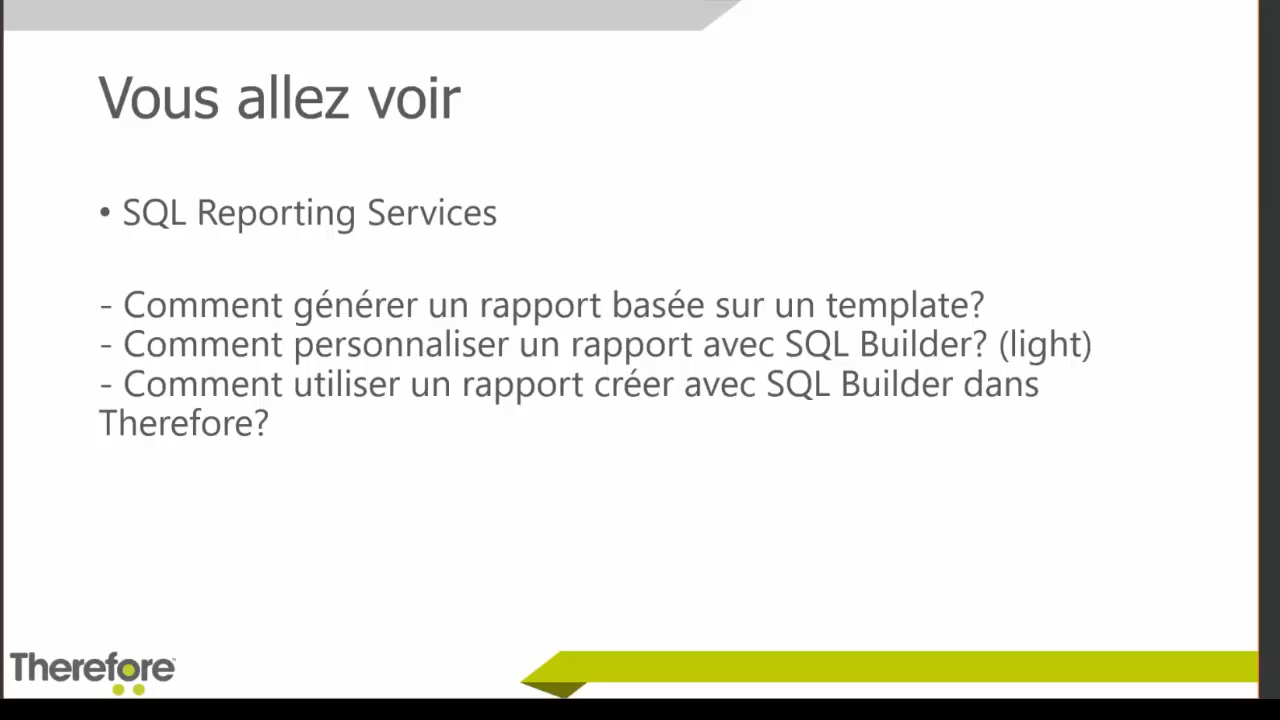 Vous allez voir
• SQL Reporting Services
- Comment générer un rapport basée sur un template?
- Comment personnaliser un rapport avec SQL Builder? (light)
- Comment utiliser un rapport créer avec SQL Builder dans
Therefore?
Therefore